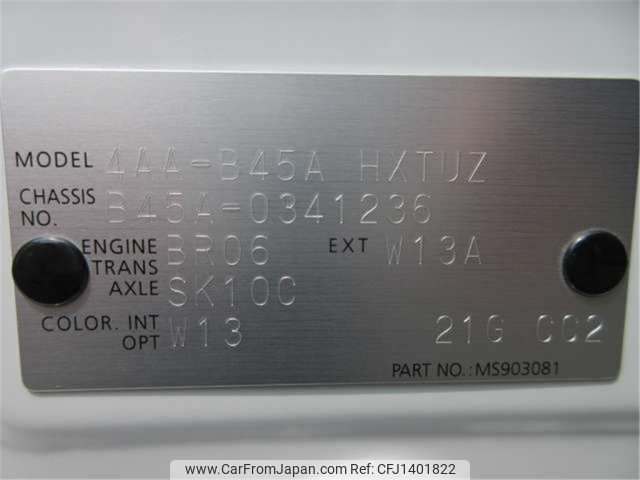 MODEL 4AA-B45A HXTUZ
CHASSIS NO. B45A-0341236
ENGINE BR06 EXT W13A
TRANS AXLE SK10C
COLOR. INT W13 21G CC2
OPT
PART NO.: MS903081
www.CarFromJapan.com - CFJ1401822